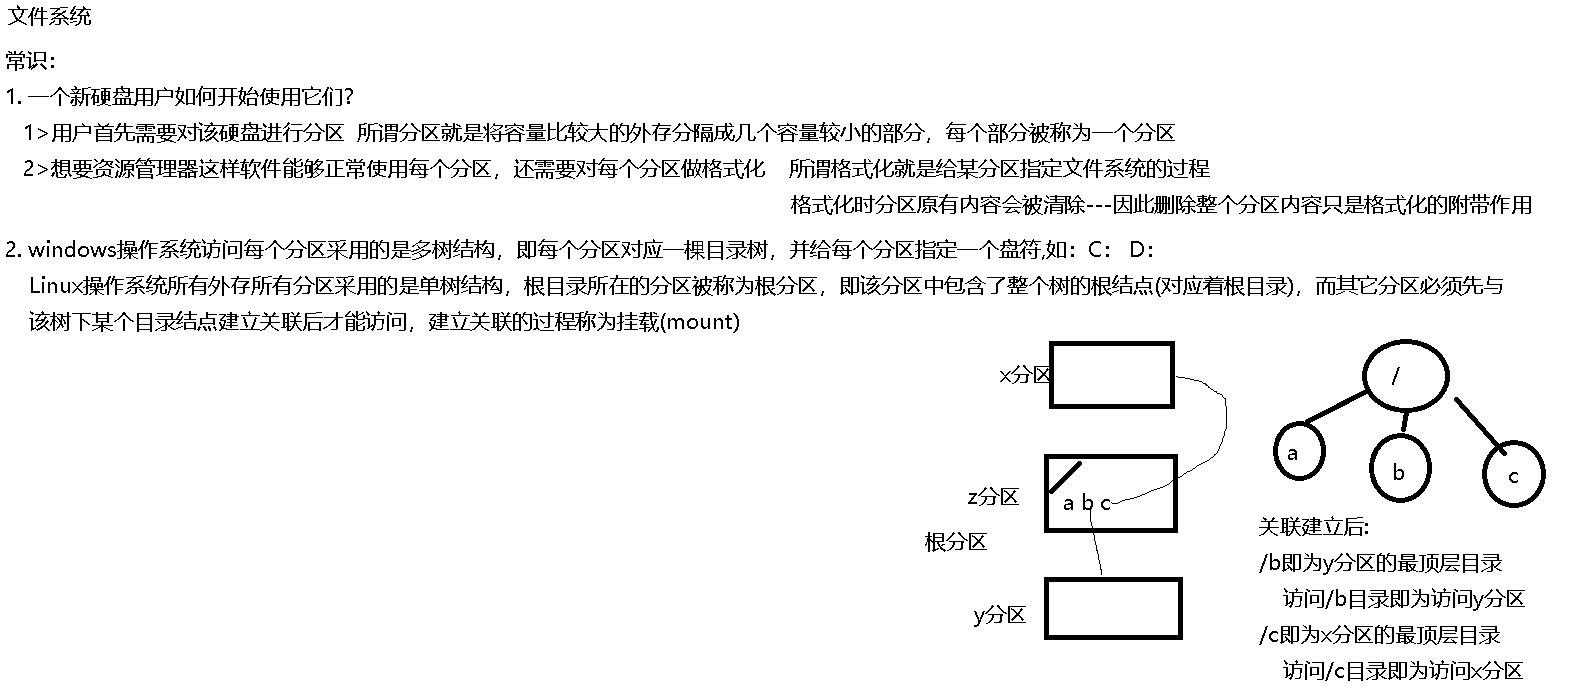 文件系统
常识：
1. 一个新硬盘用户如何开始使用它们？
1>用户首先需要对该硬盘进行分区  所谓分区就是将容量比较大的外存分隔成几个容量较小的部分，每个部分被称为一个分区
2>想要资源管理器这样软件能够正常使用每个分区，还需要对每个分区做格式化    所谓格式化就是给某分区指定文件系统的过程
格式化时分区原有内容会被清除---因此删除整个分区内容只是格式化的附带作用
2. windows操作系统访问每个分区采用的是多树结构，即每个分区对应一棵目录树，并给每个分区指定一个盘符,如：C： D：
Linux操作系统所有外存所有分区采用的是单树结构，根目录所在的分区被称为根分区，即该分区中包含了整个树的根结点(对应着根目录)，而其它分区必须先与
该树下某个目录结点建立关联后才能访问，建立关联的过程称为挂载(mount)
x分区
z分区
a b c
根分区
y分区
/
a
b
c
关联建立后:
/b即为y分区的最顶层目录
访问/b目录即为访问y分区
/c即为x分区的最顶层目录
访问/c目录即为访问x分区